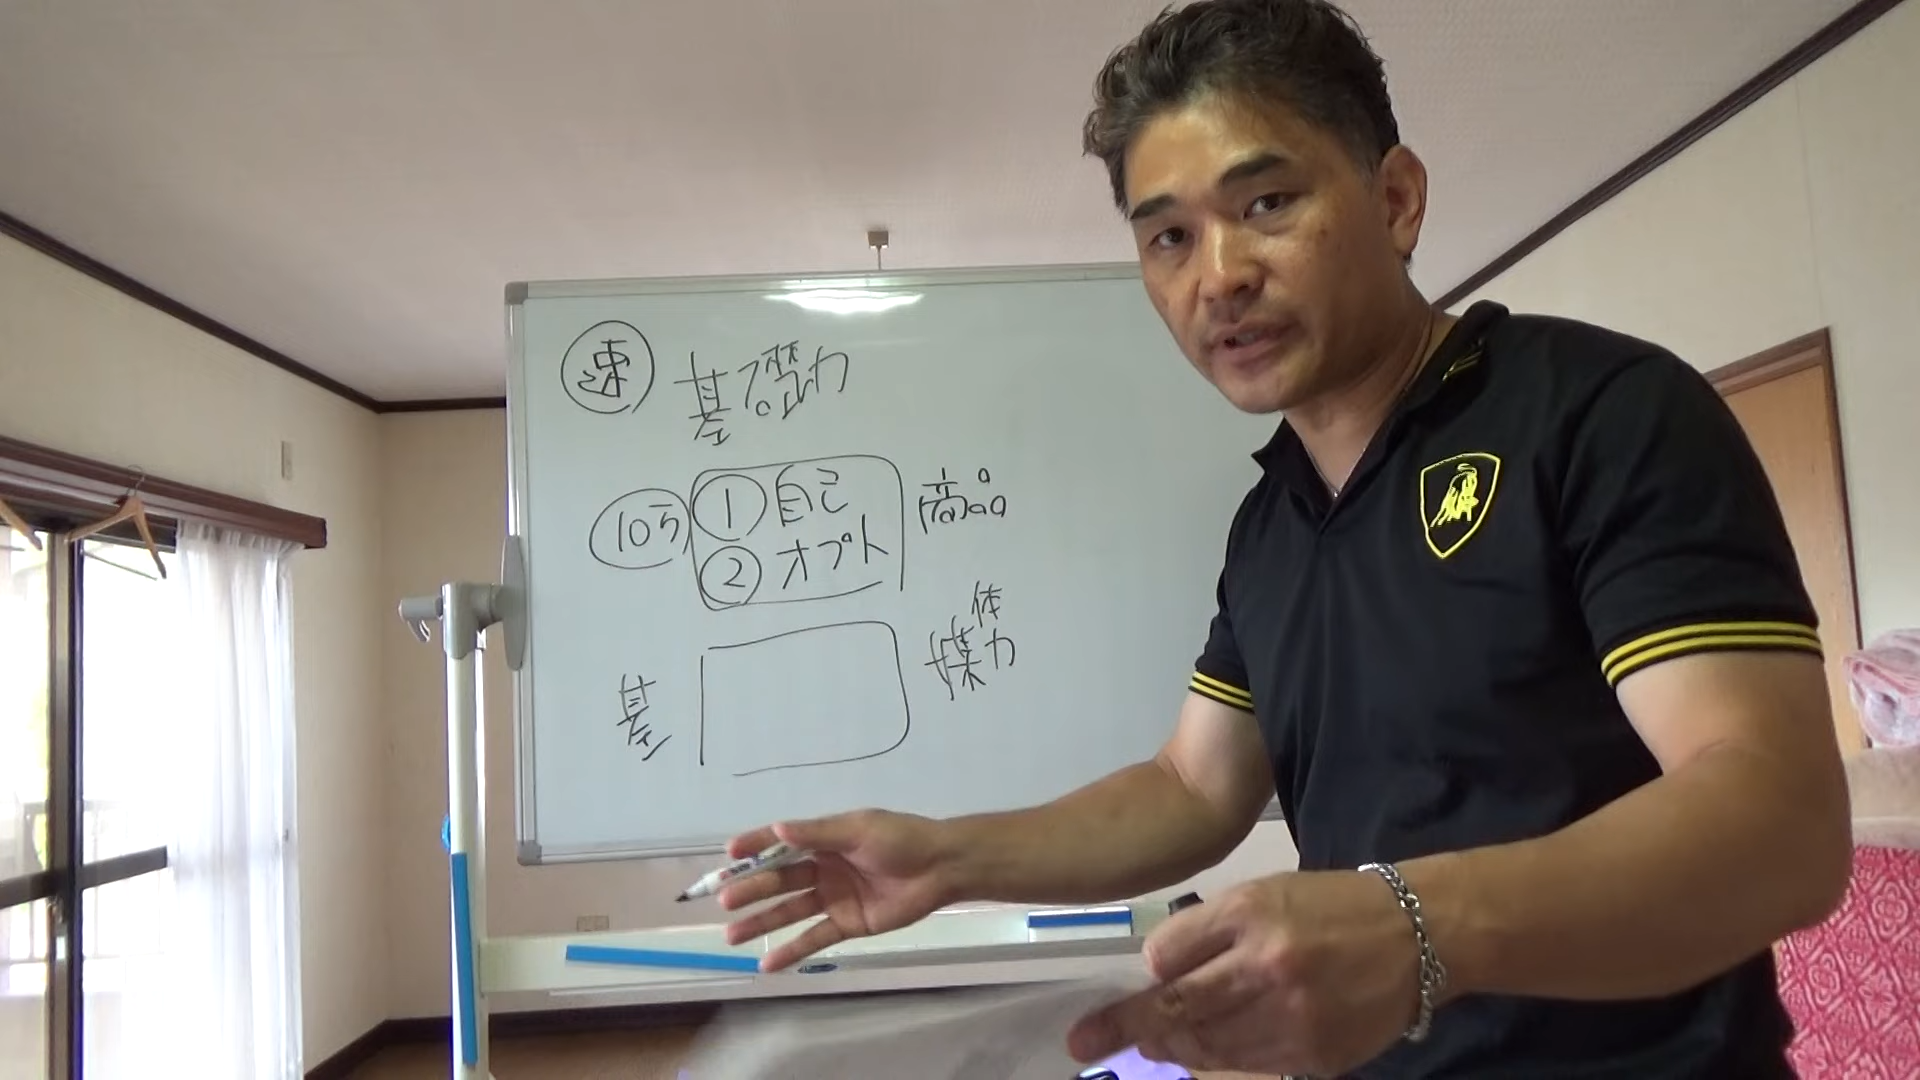 速 基礎力
10万 ① 自己 商品
② オプト
基 媒体力